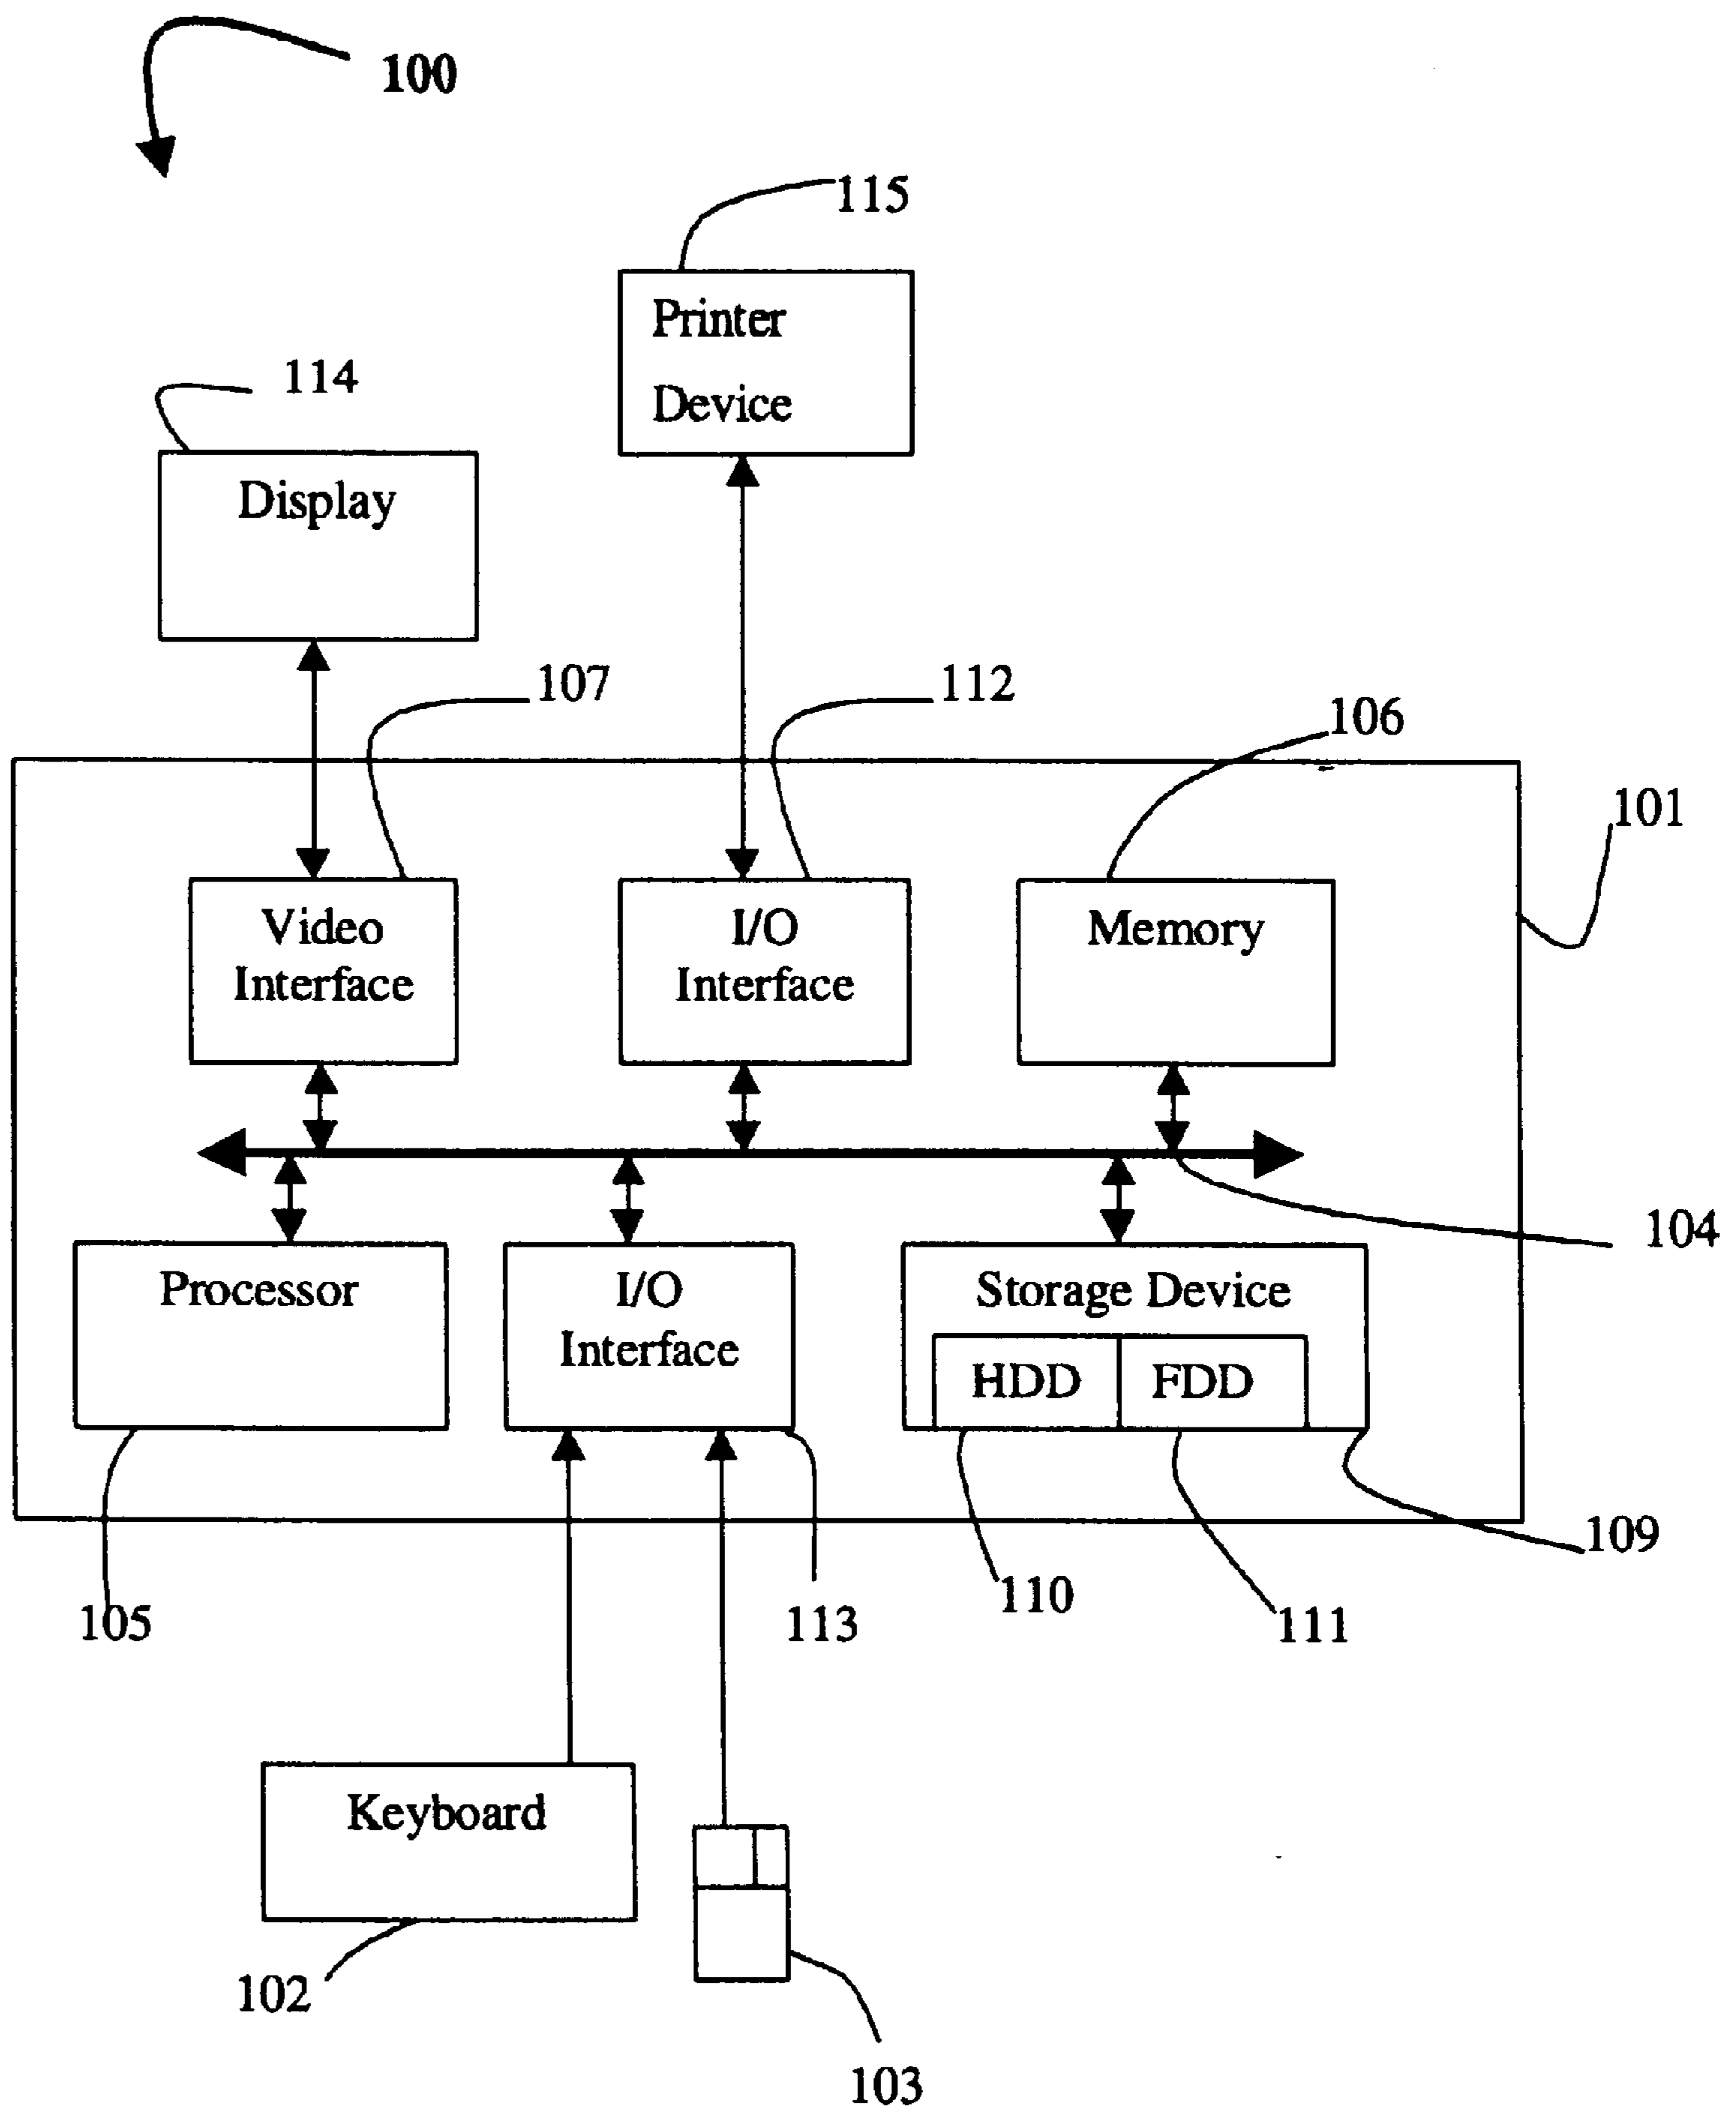 100
115
Printer
Device
114
Display
107
112
106
101
Video
Interface
I/O
Interface
Memory
104
Processor
I/O
Interface
Storage Device
HDD
FDD
109
110
111
105
113
Keyboard
102
103